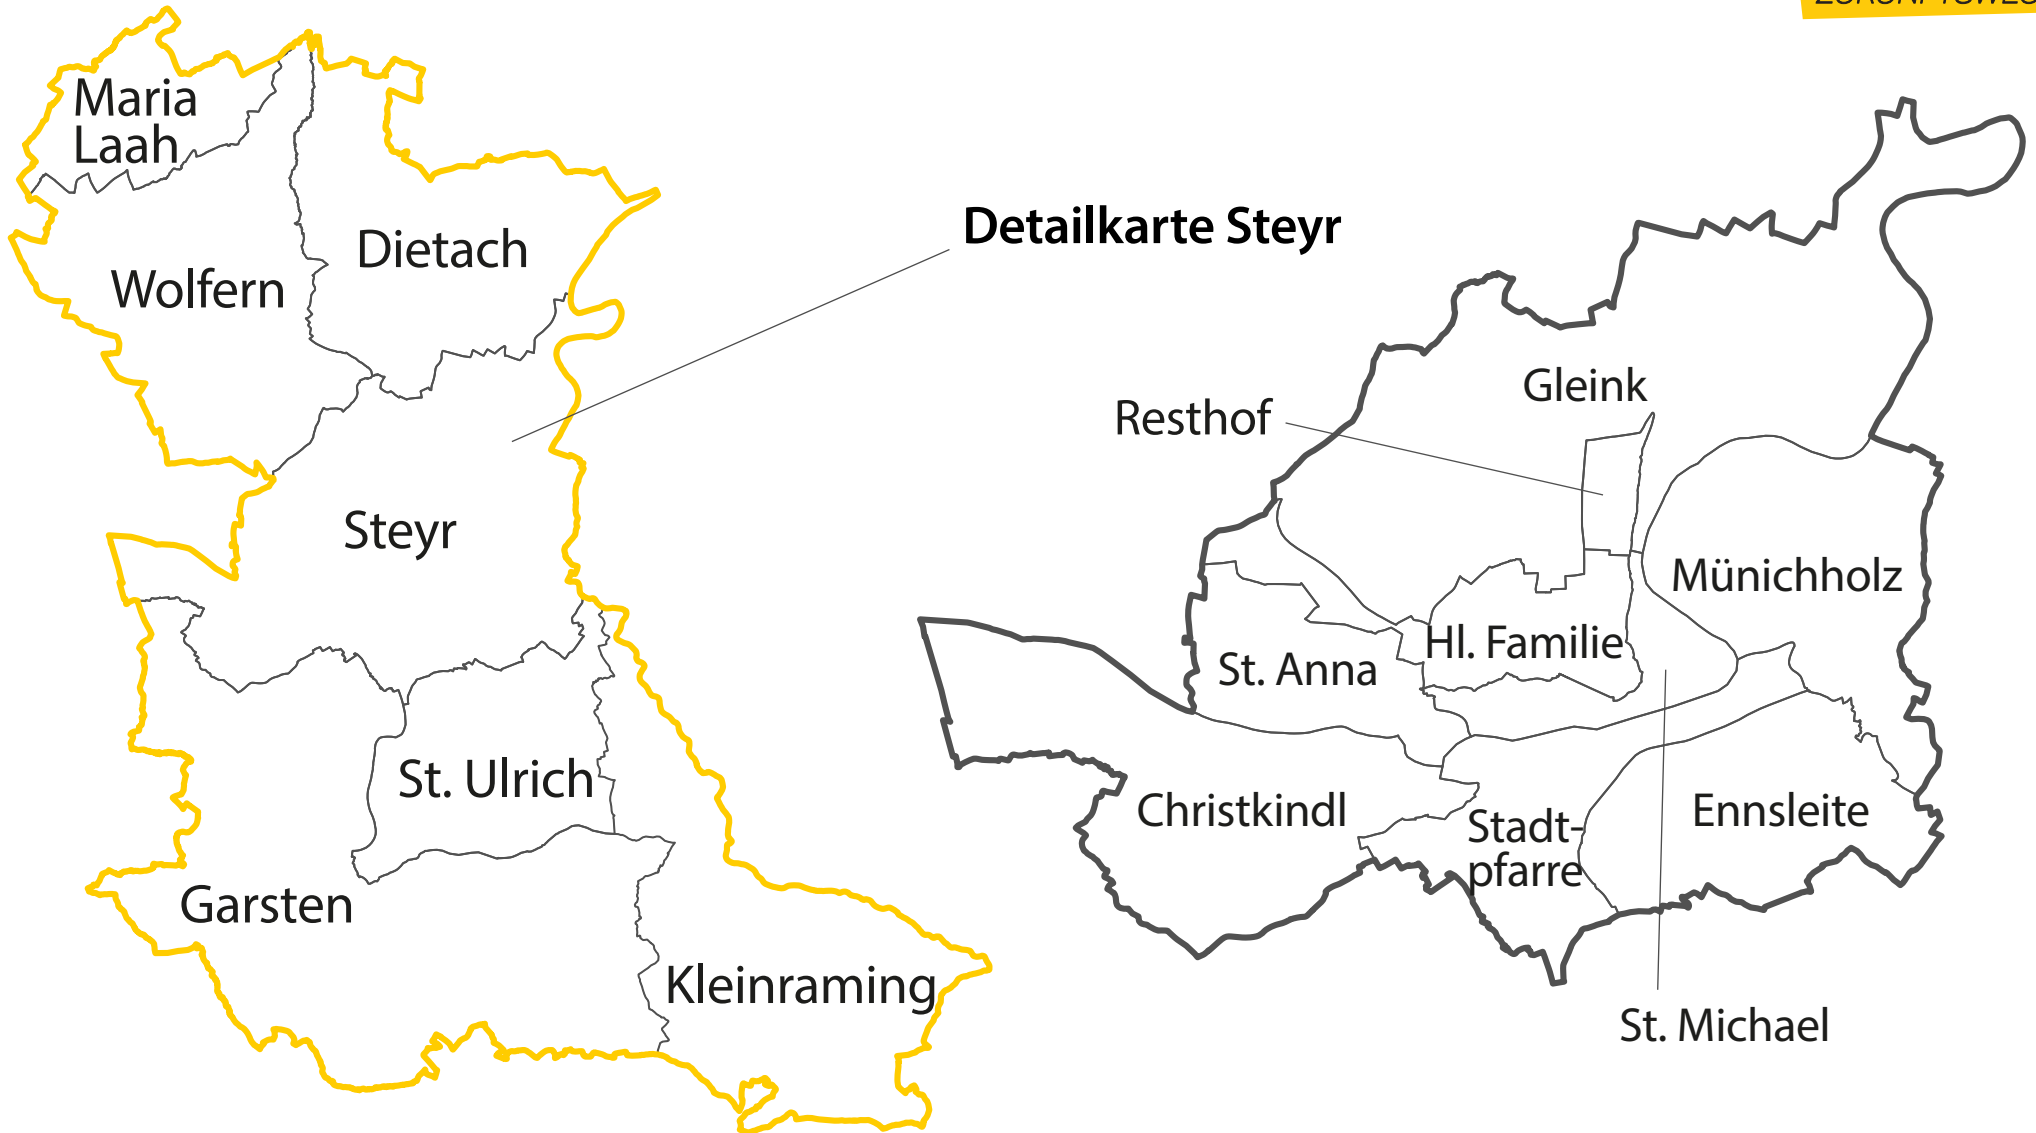 Maria
Laah
Wolfern
Dietach
Steyr
St. Ulrich
Garsten
Kleinraming
Detailkarte Steyr
Gleink
Resthof
Münichholz
Hl. Familie
St. Anna
Christkindl
Stadt-
pfarre
Ennsleite
St. Michael